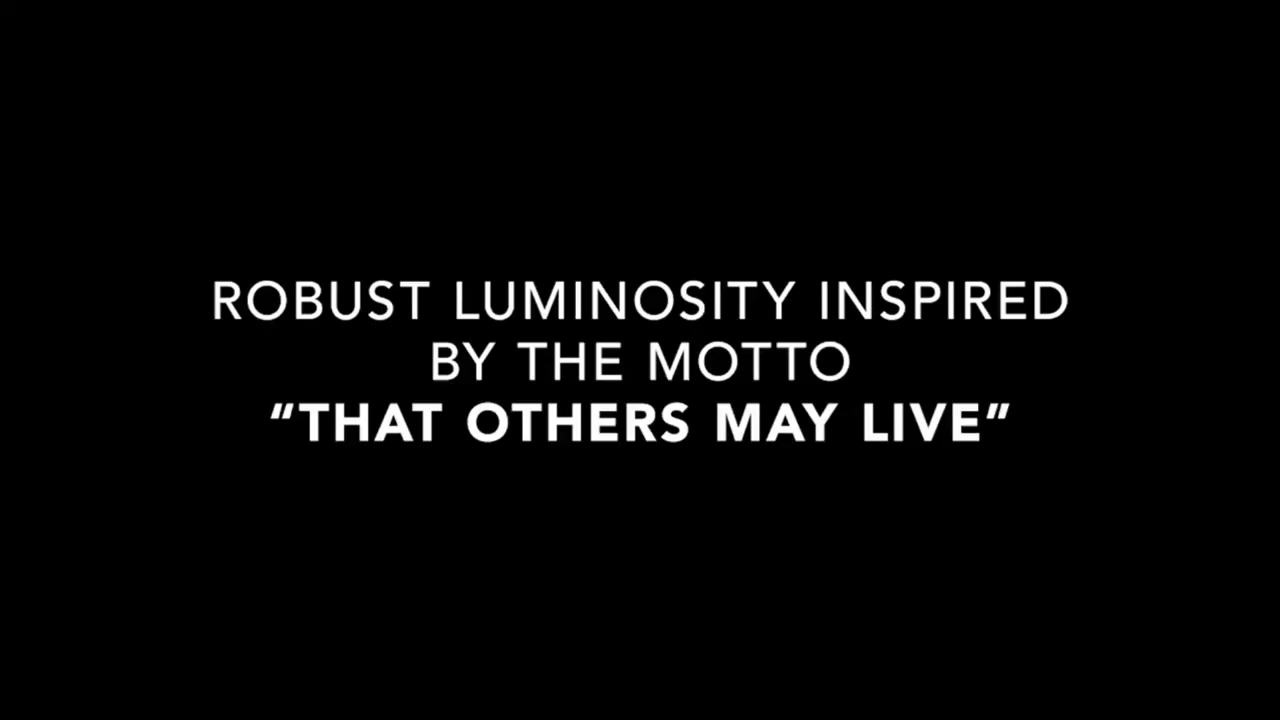 ROBUST LUMINOSITY INSPIRED
BY THE MOTTO
“THAT OTHERS MAY LIVE”